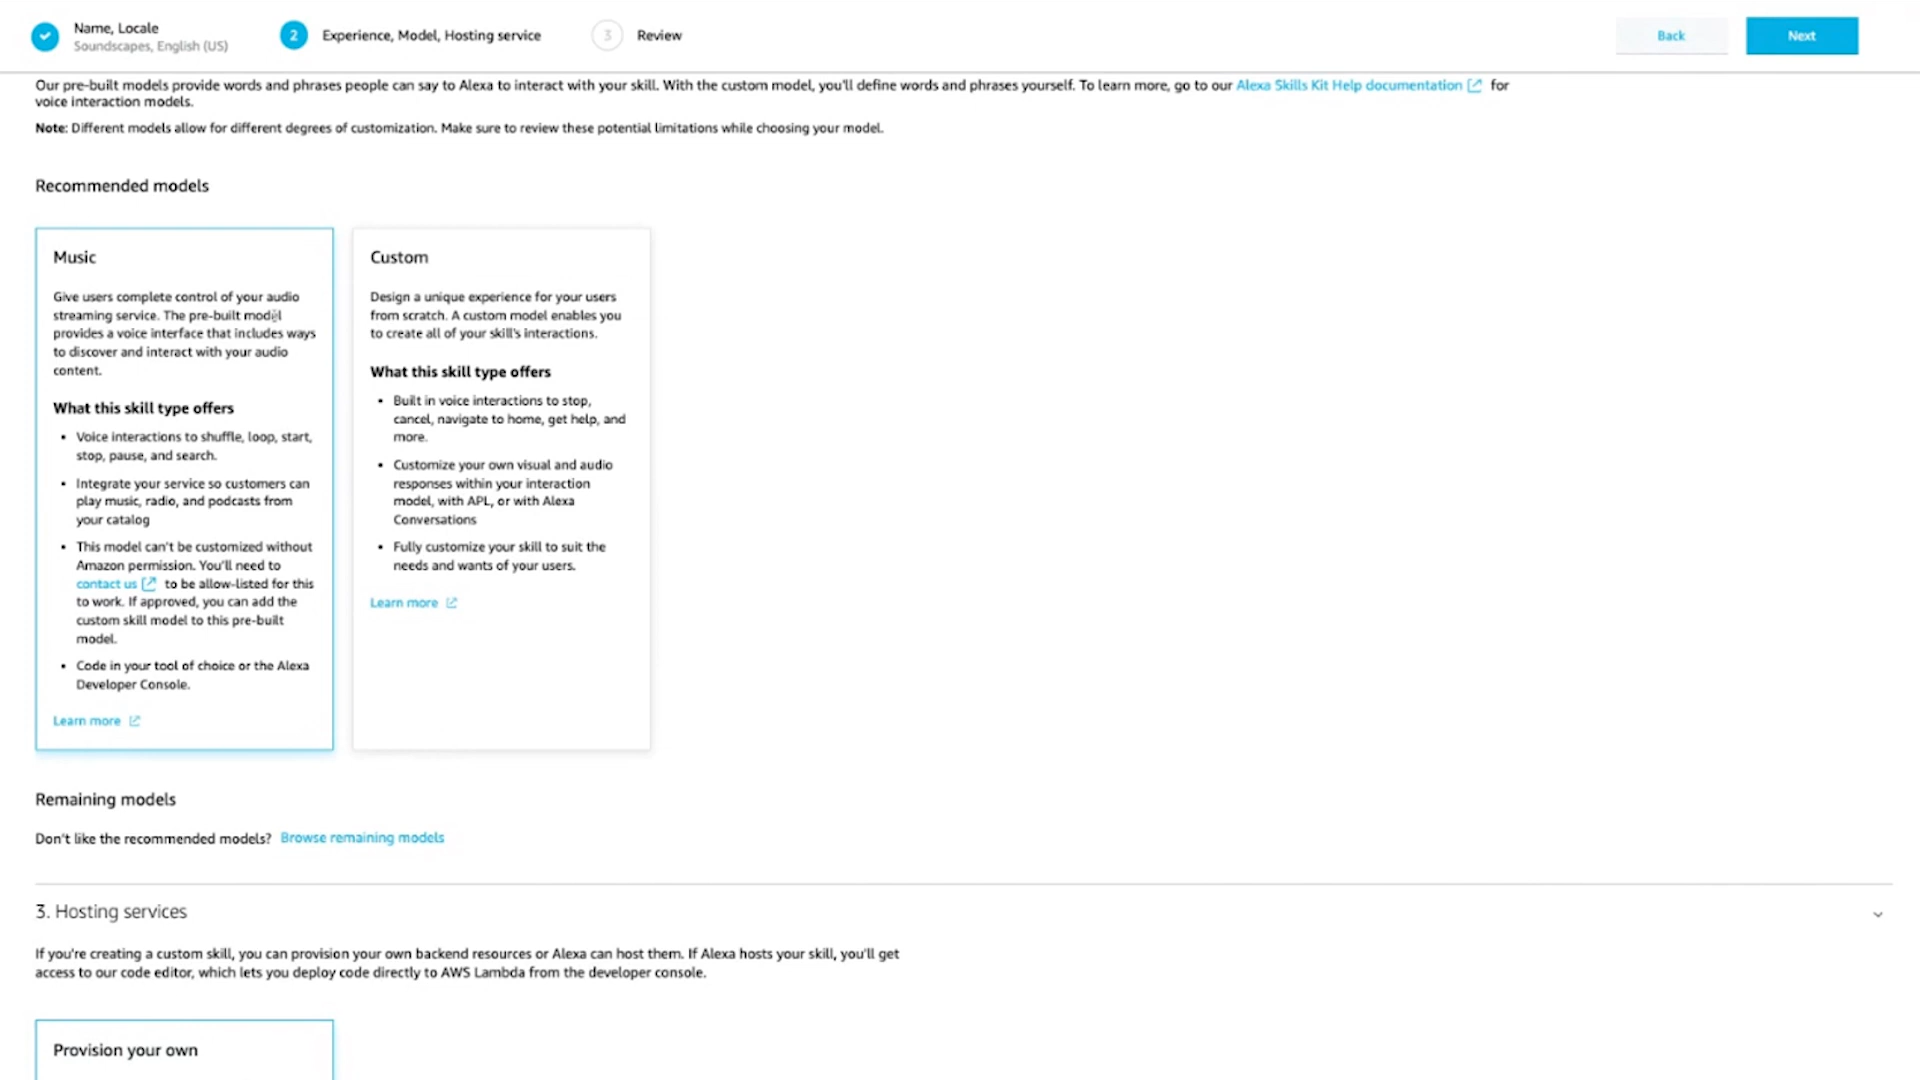 Name, Locale
Soundscapes, English (US)
2
Experience, Model, Hosting service
3
Review
Back
Next
Our pre-built models provide words and phrases people can say to Alexa to interact with your skill. With the custom model, you'll define words and phrases yourself. To learn more, go to our Alexa Skills Kit Help documentation for
voice interaction models.
Note: Different models allow for different degrees of customization. Make sure to review these potential limitations while choosing your model.
Recommended models
Music
Give users complete control of your audio
streaming service. The pre-built model
provides a voice interface that includes ways
to discover and interact with your audio
content.
What this skill type offers
• Voice interactions to shuffle, loop, start,
stop, pause, and search.
• Integrate your service so customers can
play music, radio, and podcasts from
your catalog
• This model can't be customized without
Amazon permission. You'll need to
contact us to be allow-listed for this
to work. If approved, you can add the
custom skill model to this pre-built
model.
• Code in your tool of choice or the Alexa
Developer Console.
Learn more
Custom
Design a unique experience for your users
from scratch. A custom model enables you
to create all of your skill's interactions.
What this skill type offers
• Built in voice interactions to stop,
cancel, navigate to home, get help, and
more.
• Customize your own visual and audio
responses within your interaction
model, with APL, or with Alexa
Conversations
• Fully customize your skill to suit the
needs and wants of your users.
Learn more
Remaining models
Don't like the recommended models? Browse remaining models
3. Hosting services
If you're creating a custom skill, you can provision your own backend resources or Alexa can host them. If Alexa hosts your skill, you'll get
access to our code editor, which lets you deploy code directly to AWS Lambda from the developer console.
Provision your own